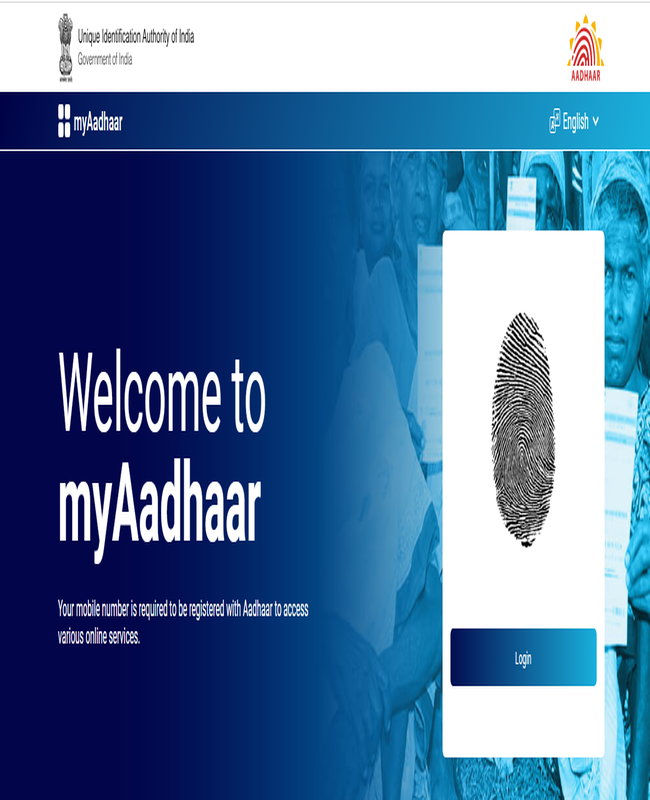 Unique Identification Authority of India
Government of India
AADHAAR
myAadhaar
English
Welcome to
myAadhaar
Your mobile number is required to be registered with Aadhaar to access
various online services.
Login